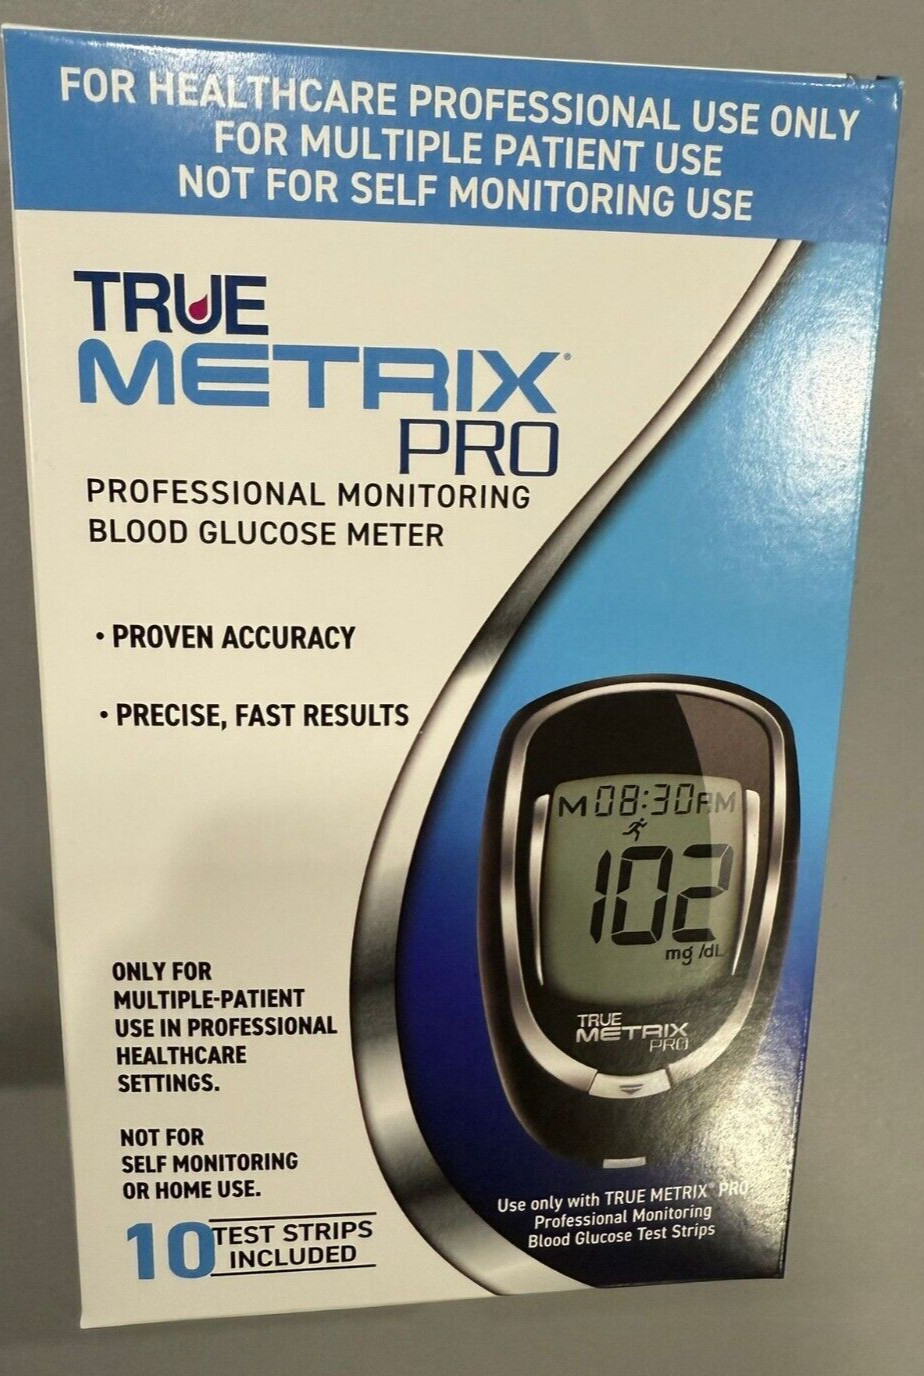 FOR HEALTHCARE PROFESSIONAL USE ONLY
FOR MULTIPLE PATIENT USE
NOT FOR SELF MONITORING USE
TRUE
METRIX®
PRO
PROFESSIONAL MONITORING
BLOOD GLUCOSE METER
• PROVEN ACCURACY
• PRECISE, FAST RESULTS
ONLY FOR
MULTIPLE-PATIENT
USE IN PROFESSIONAL
HEALTHCARE
SETTINGS.
NOT FOR
SELF MONITORING
OR HOME USE.
10 TEST STRIPS
INCLUDED
M 08:30AM
102
mg/dL
TRUE
METRIX
PRO
Use only with TRUE METRIX® PRO
Professional Monitoring
Blood Glucose Test Strips